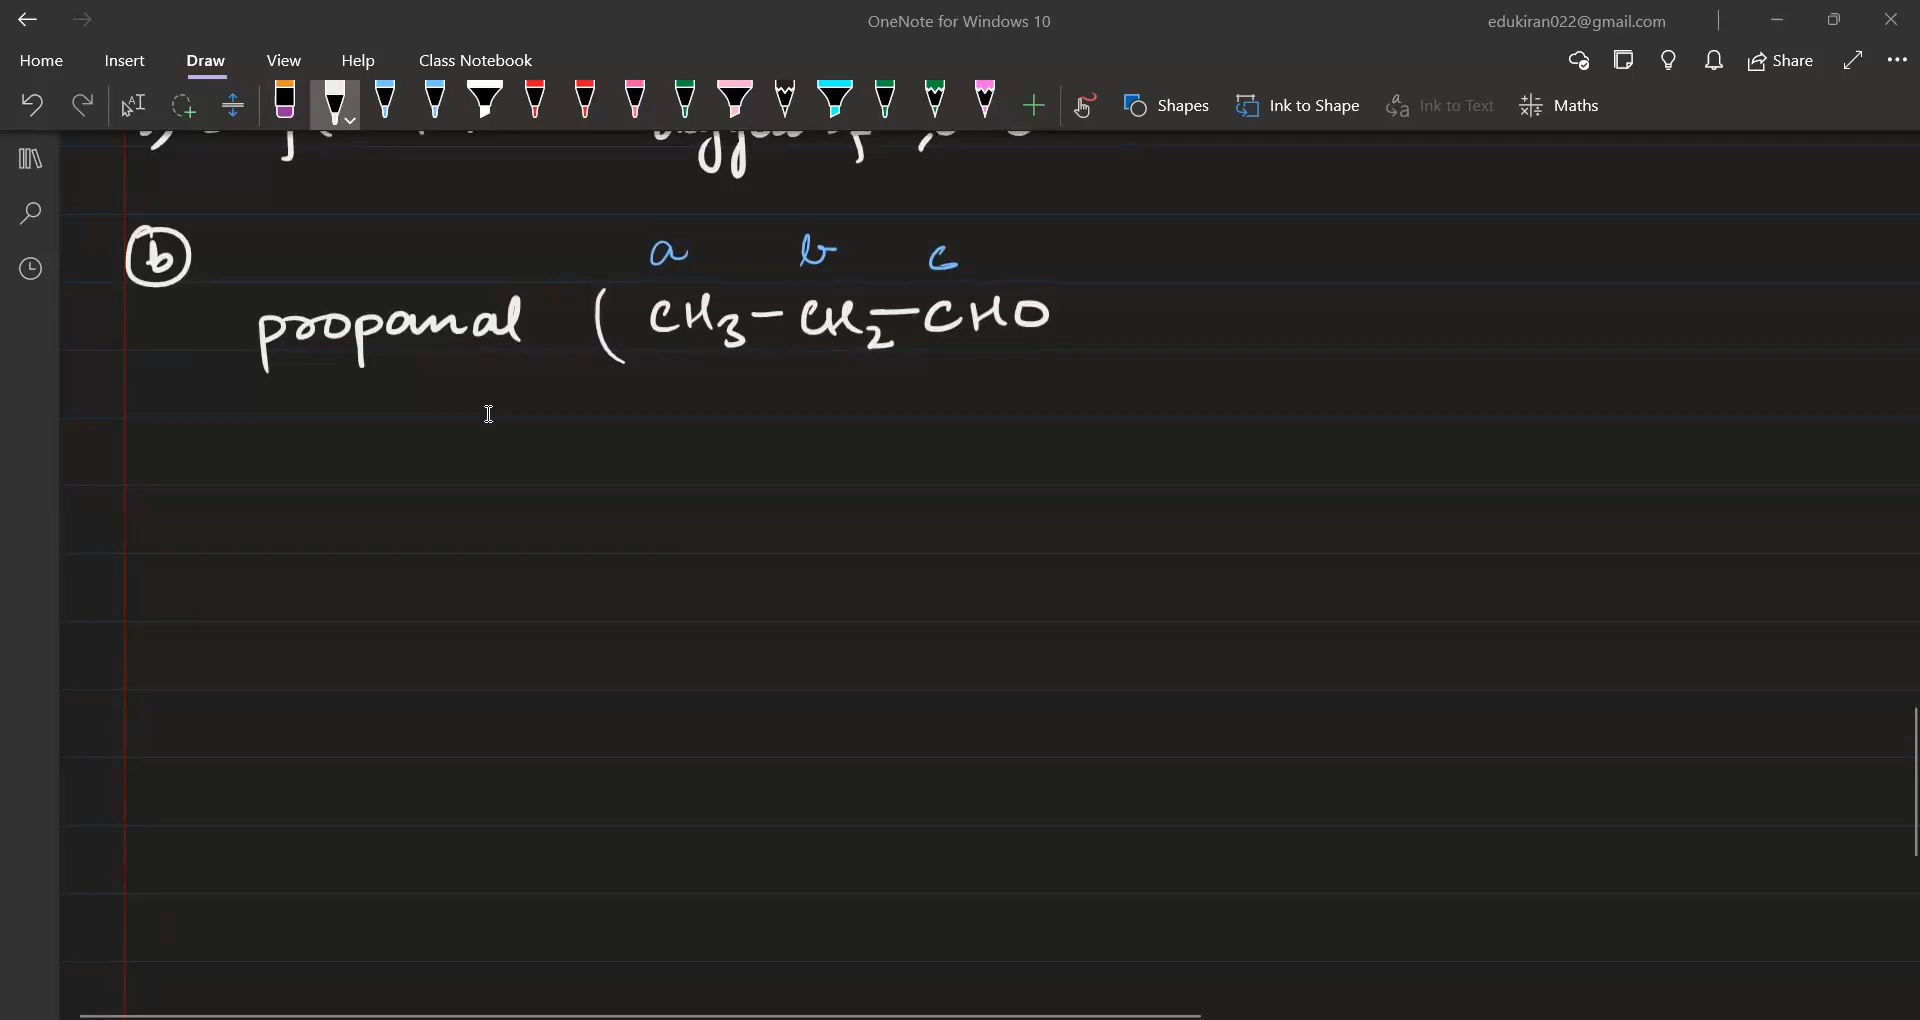 OneNote for Windows 10
edukiran022@gmail.com
Home Insert Draw View Help Class Notebook
Share
Shapes Ink to Shape Ink to Text Maths
b
a b c
propanal ( CH3-CH2-CHO